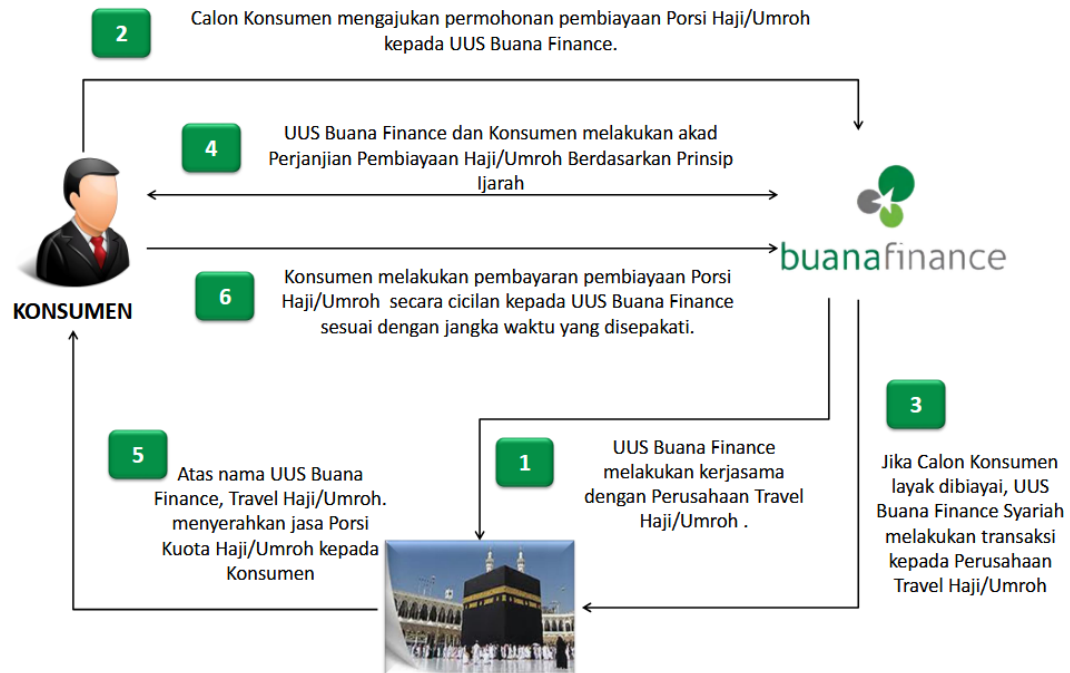 2
Calon Konsumen mengajukan permohonan pembiayaan Porsi Haji/Umroh
kepada UUS Buana Finance.
4
UUS Buana Finance dan Konsumen melakukan akad
Perjanjian Pembiayaan Haji/Umroh Berdasarkan Prinsip
Ijarah
buanafinance
KONSUMEN
6
Konsumen melakukan pembayaran pembiayaan Porsi
Haji/Umroh secara cicilan kepada UUS Buana Finance
sesuai dengan jangka waktu yang disepakati.
3
Jika Calon Konsumen
layak dibiayai, UUS
Buana Finance Syariah
melakukan transaksi
kepada Perusahaan
Travel Haji/Umroh
1
UUS Buana Finance
melakukan kerjasama
dengan Perusahaan Travel
Haji/Umroh .
5
Atas nama UUS Buana
Finance, Travel Haji/Umroh.
menyerahkan jasa Porsi
Kuota Haji/Umroh kepada
Konsumen